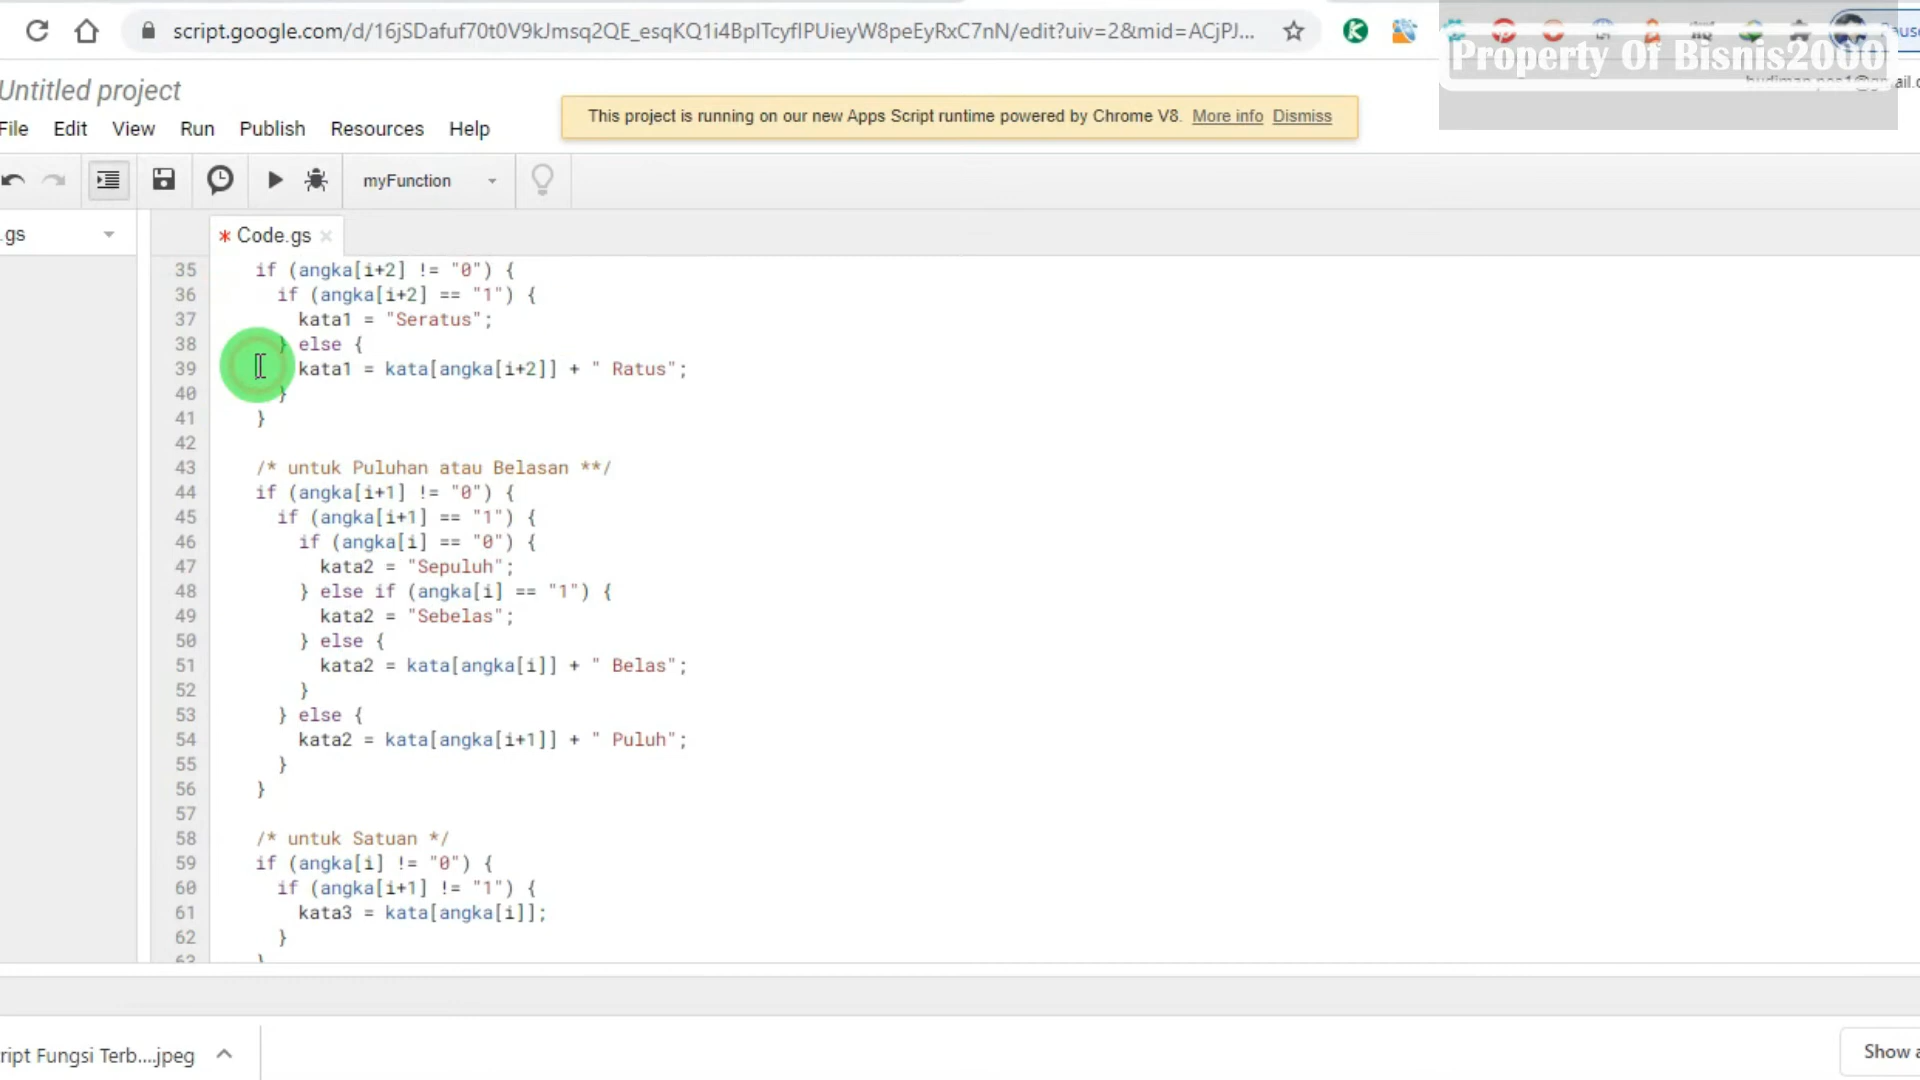 script.google.com/d/16jSDafuf70t0V9kJmsq2QE_esqKQ1i4BpITcyfIPUieyW8peEyRxC7nN/edit?uiv=2&mid=ACjPJ...
Property Of Bisnis2000
Untitled project
File Edit View Run Publish Resources Help
This project is running on our new Apps Script runtime powered by Chrome V8. More info Dismiss
myFunction
.gs
* Code.gs ×
35 if (angka[i+2] != "0") {
36 if (angka[i+2] == "1") {
37 kata1 = "Seratus";
38 } else {
39 kata1 = kata[angka[i+2]] + " Ratus";
40 }
41 }
42
43 /* untuk Puluhan atau Belasan **/
44 if (angka[i+1] != "0") {
45 if (angka[i+1] == "1") {
46 if (angka[i] == "0") {
47 kata2 = "Sepuluh";
48 } else if (angka[i] == "1") {
49 kata2 = "Sebelas";
50 } else {
51 kata2 = kata[angka[i]] + " Belas";
52 }
53 } else {
54 kata2 = kata[angka[i+1]] + " Puluh";
55 }
56 }
57
58 /* untuk Satuan */
59 if (angka[i] != "0") {
60 if (angka[i+1] != "1") {
61 kata3 = kata[angka[i]];
62 }
63 }
ript Fungsi Terb....jpeg
Show a